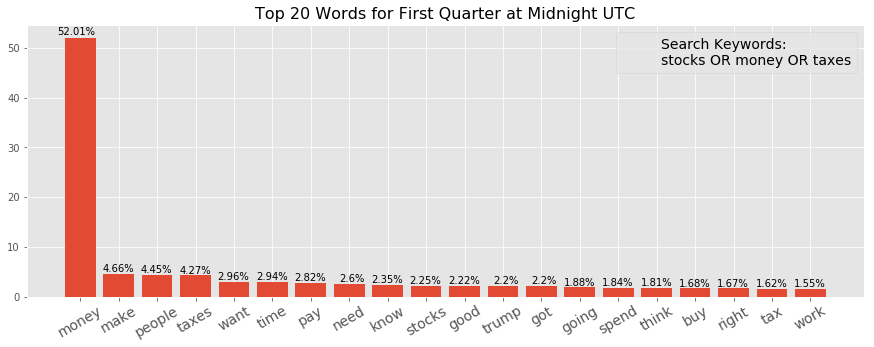 Top 20 Words for First Quarter at Midnight UTC
Search Keywords:
stocks OR money OR taxes
50
40
30
20
10
0
52.01%
4.66%
4.45%
4.27%
2.96%
2.94%
2.82%
2.6%
2.35%
2.25%
2.22%
2.2%
2.2%
1.88%
1.84%
1.81%
1.68%
1.67%
1.62%
1.55%
money
make
people
taxes
want
time
pay
need
know
stocks
good
trump
got
going
spend
think
buy
right
tax
work